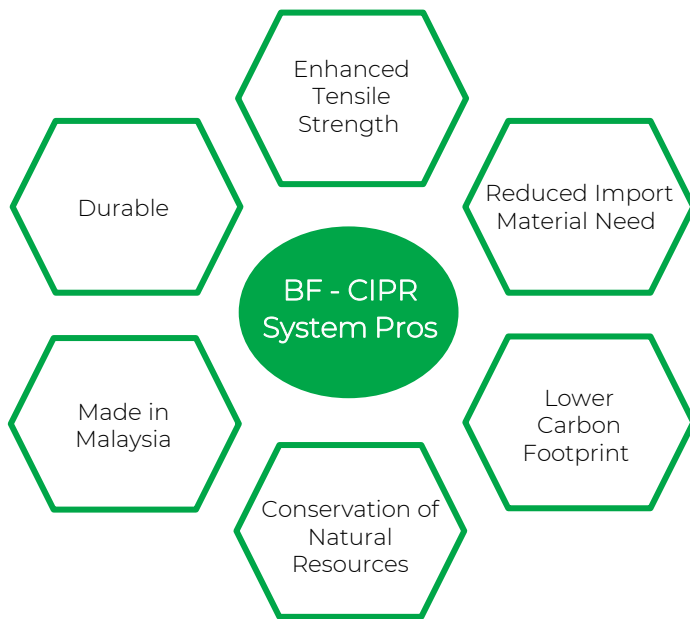 Enhanced
Tensile
Strength
Durable
Reduced Import
Material Need
BF - CIPR
System Pros
Made in
Malaysia
Lower
Carbon
Footprint
Conservation of
Natural
Resources